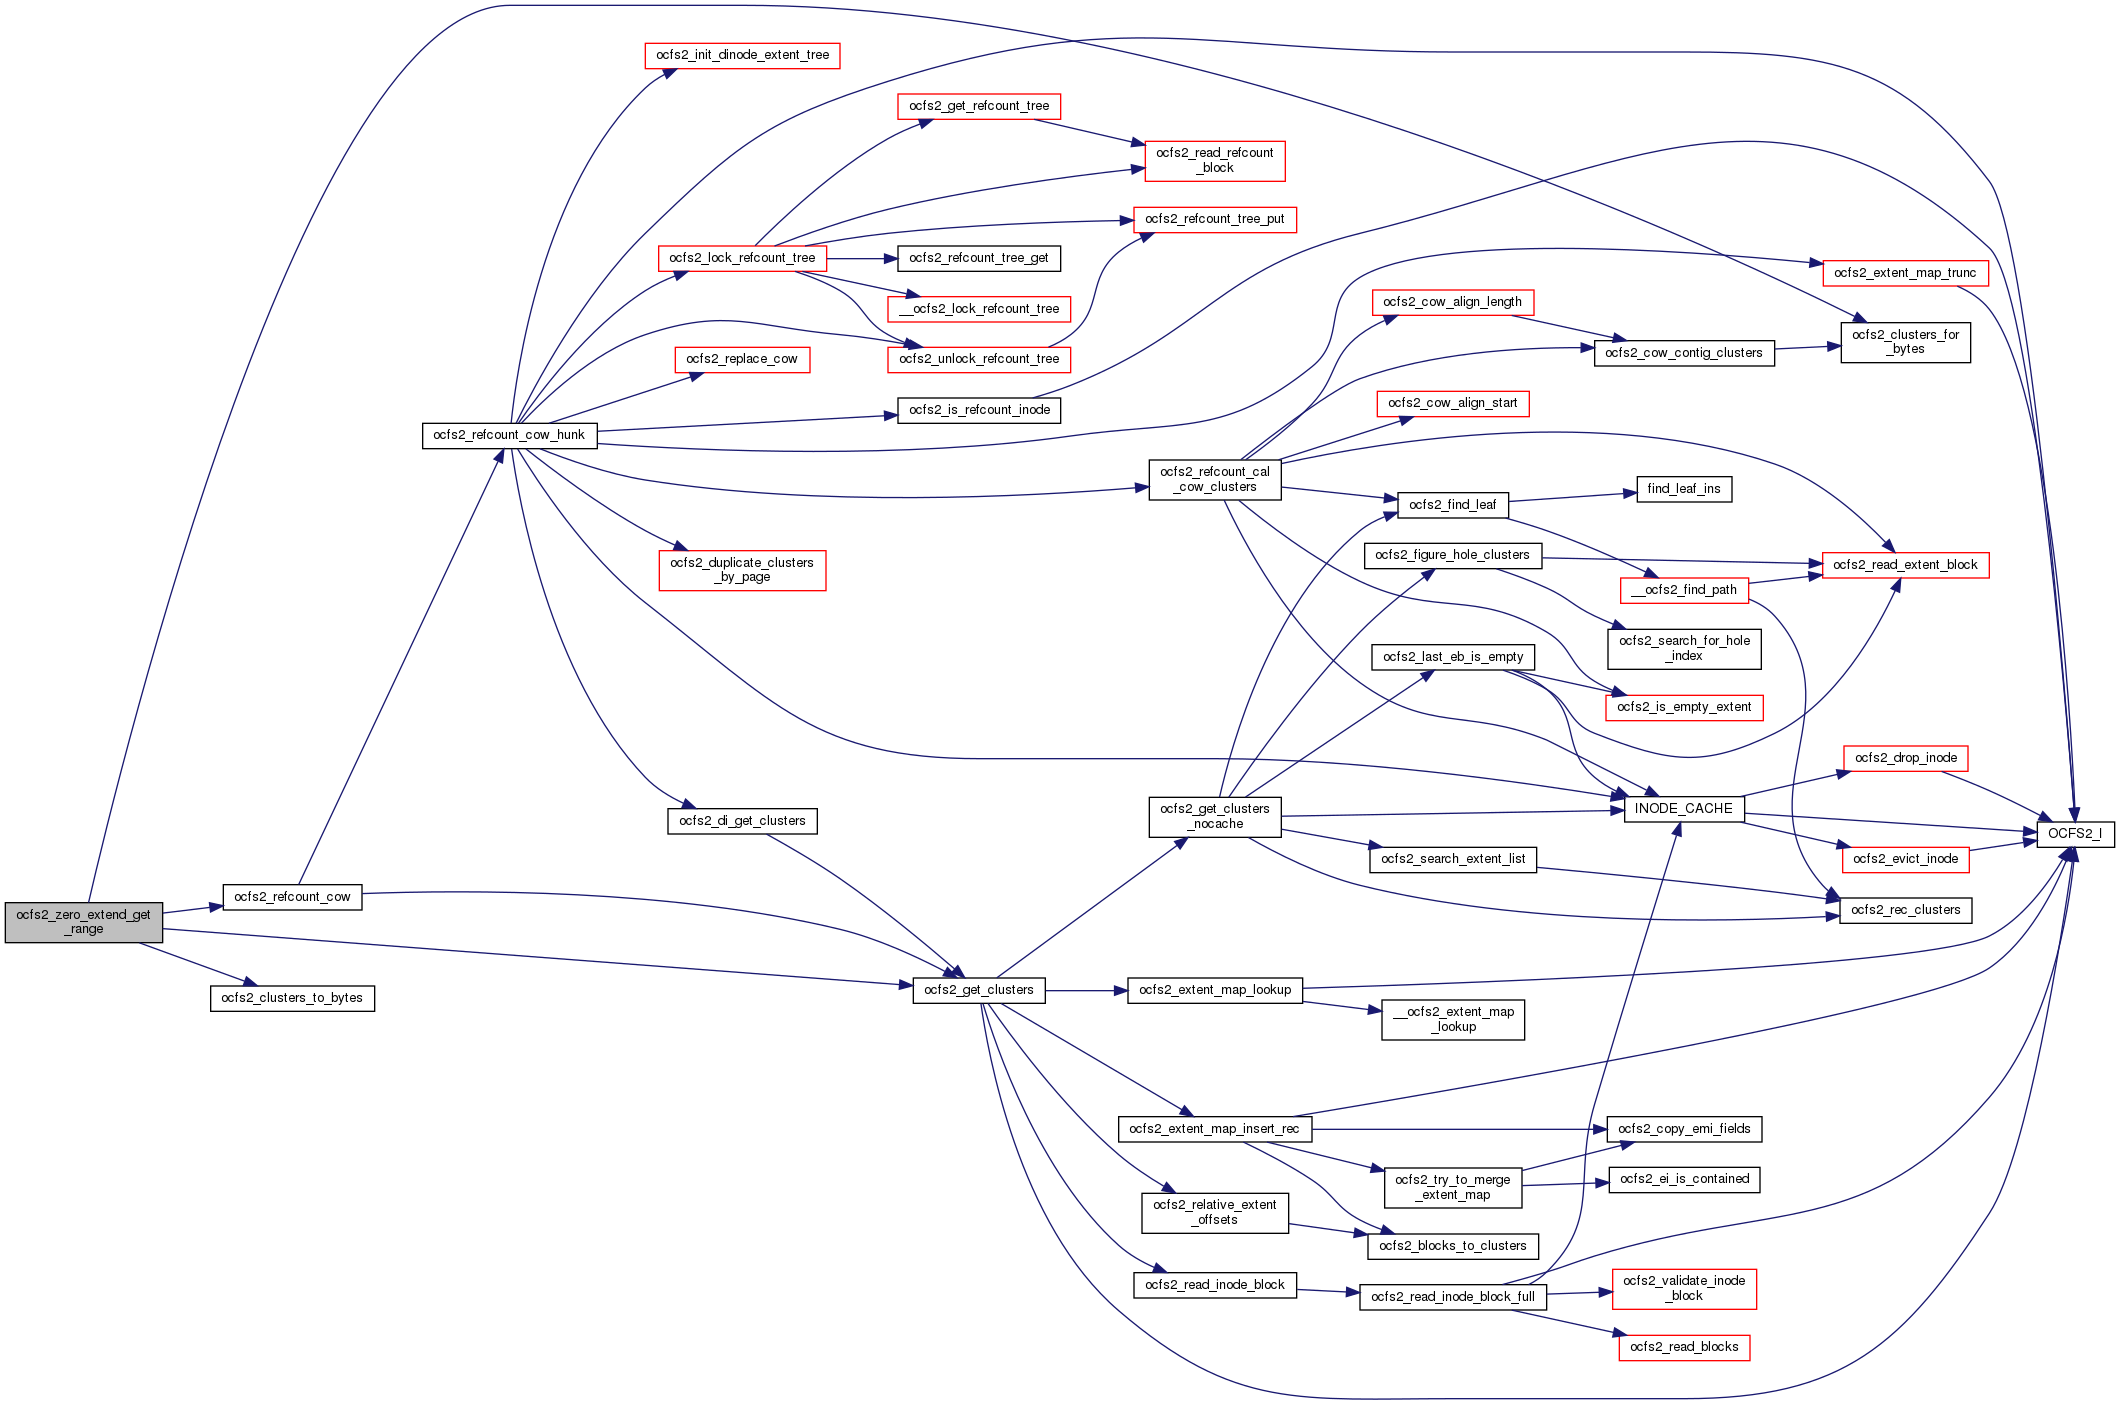 ocfs2_zero_extend_get
_range
ocfs2_refcount_cow
ocfs2_clusters_to_bytes
ocfs2_refcount_cow_hunk
ocfs2_init_dinode_extent_tree
ocfs2_lock_refcount_tree
ocfs2_replace_cow
ocfs2_duplicate_clusters
_by_page
ocfs2_di_get_clusters
ocfs2_get_refcount_tree
ocfs2_refcount_tree_get
__ocfs2_lock_refcount_tree
ocfs2_unlock_refcount_tree
ocfs2_is_refcount_inode
ocfs2_get_clusters
ocfs2_read_refcount
_block
ocfs2_refcount_tree_put
ocfs2_refcount_cal
_cow_clusters
ocfs2_get_clusters
_nocache
ocfs2_extent_map_lookup
ocfs2_extent_map_insert_rec
ocfs2_relative_extent
_offsets
ocfs2_read_inode_block
ocfs2_cow_align_length
ocfs2_cow_align_start
ocfs2_find_leaf
ocfs2_figure_hole_clusters
ocfs2_last_eb_is_empty
ocfs2_search_extent_list
__ocfs2_extent_map
_lookup
ocfs2_try_to_merge
_extent_map
ocfs2_blocks_to_clusters
ocfs2_read_inode_block_full
ocfs2_cow_contig_clusters
find_leaf_ins
__ocfs2_find_path
ocfs2_search_for_hole
_index
ocfs2_is_empty_extent
INODE_CACHE
ocfs2_copy_emi_fields
ocfs2_ei_is_contained
ocfs2_validate_inode
_block
ocfs2_read_blocks
ocfs2_extent_map_trunc
ocfs2_clusters_for
_bytes
ocfs2_read_extent_block
ocfs2_drop_inode
ocfs2_evict_inode
ocfs2_rec_clusters
OCFS2_I